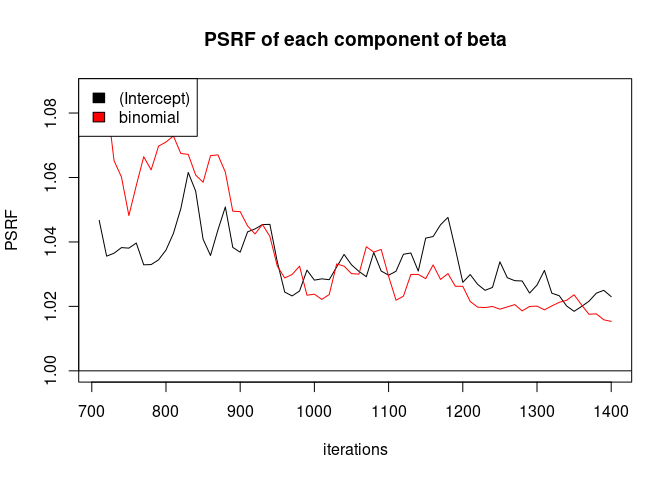 PSRF of each component of beta
(Intercept)
binomial
PSRF
1.08
1.06
1.04
1.02
1.00
700 800 900 1000 1100 1200 1300 1400
iterations